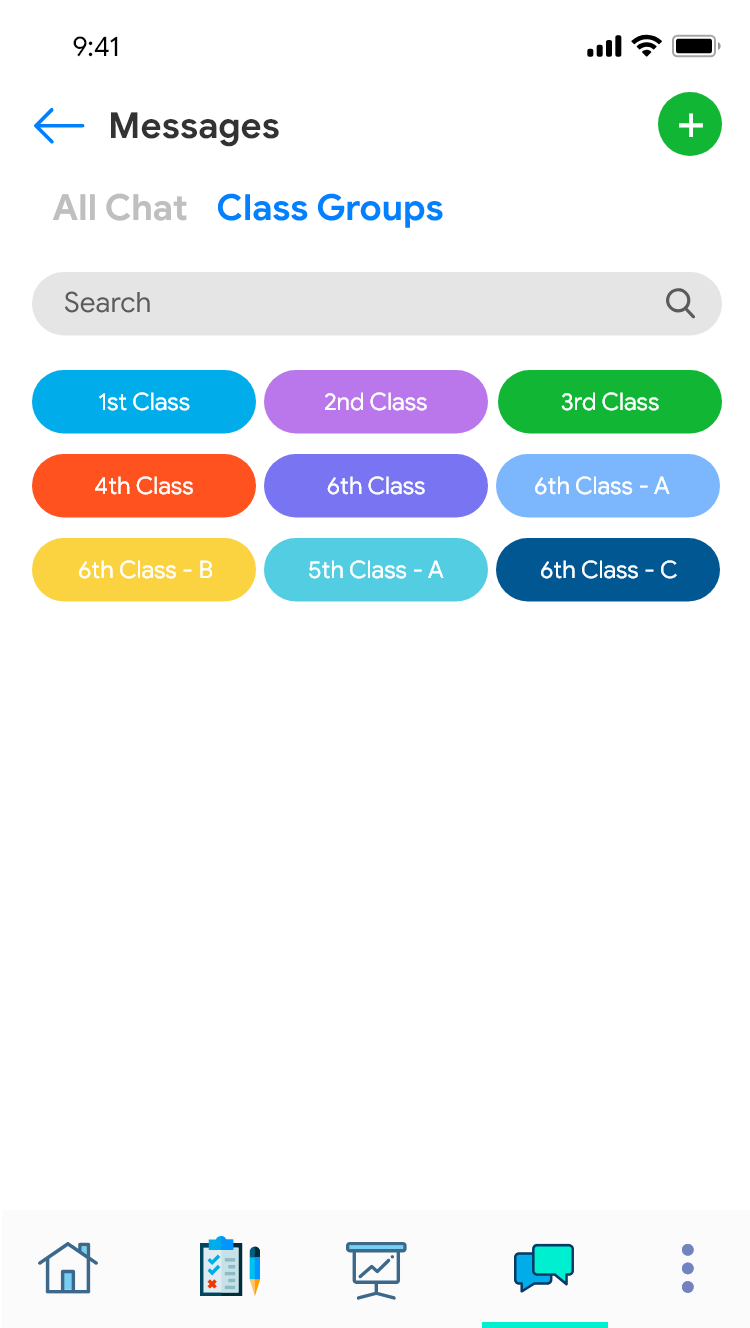 9:41
Messages
All Chat Class Groups
Search
1st Class 2nd Class 3rd Class
4th Class 6th Class 6th Class - A
6th Class - B 5th Class - A 6th Class - C